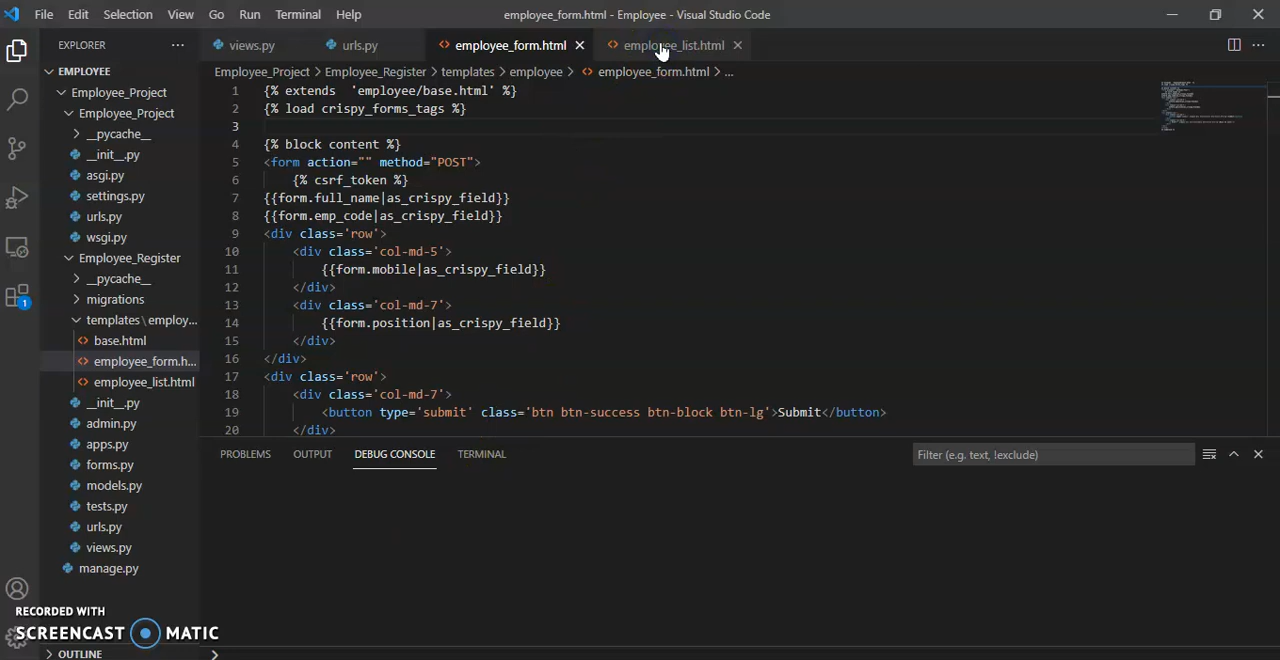 File Edit Selection View Go Run Terminal Help employee_form.html - Employee - Visual Studio Code
EXPLORER ... views.py urls.py employee_form.html employee_list.html ...
EMPLOYEE
Employee_Project > Employee_Register > templates > employee > employee_form.html > ...
Employee_Project
Employee_Project
__pycache__
__init__.py
asgi.py
settings.py
urls.py
wsgi.py
Employee_Register
__pycache__
migrations
templates\employ...
base.html
employee_form.h...
employee_list.html
__init__.py
admin.py
apps.py
forms.py
models.py
tests.py
urls.py
views.py
manage.py
1
RECORDED WITH
SCREENCAST MATIC
OUTLINE
1 {% extends  'employee/base.html' %}
2 {% load crispy_forms_tags %}
3
4 {% block content %}
5 <form action="" method="POST">
6     {% csrf_token %}
7 {{form.full_name|as_crispy_field}}
8 {{form.emp_code|as_crispy_field}}
9 <div class='row'>
10     <div class='col-md-5'>
11         {{form.mobile|as_crispy_field}}
12     </div>
13     <div class='col-md-7'>
14         {{form.position|as_crispy_field}}
15     </div>
16 </div>
17 <div class='row'>
18     <div class='col-md-7'>
19         <button type='submit' class='btn btn-success btn-block btn-lg'>Submit</button>
20     </div>
PROBLEMS OUTPUT DEBUG CONSOLE TERMINAL Filter (e.g. text, !exclude)